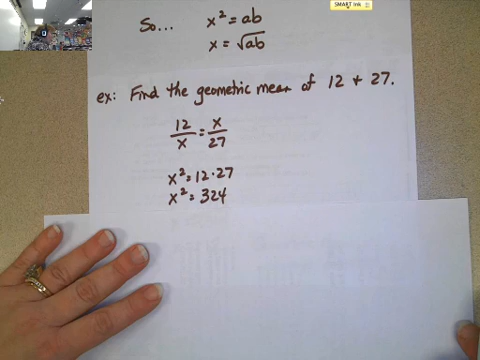 SMART Ink
So... x² = ab
x = √ab
ex: Find the geometric mean of 12 + 27.
12/x = x/27
x² = 12·27
x² = 324